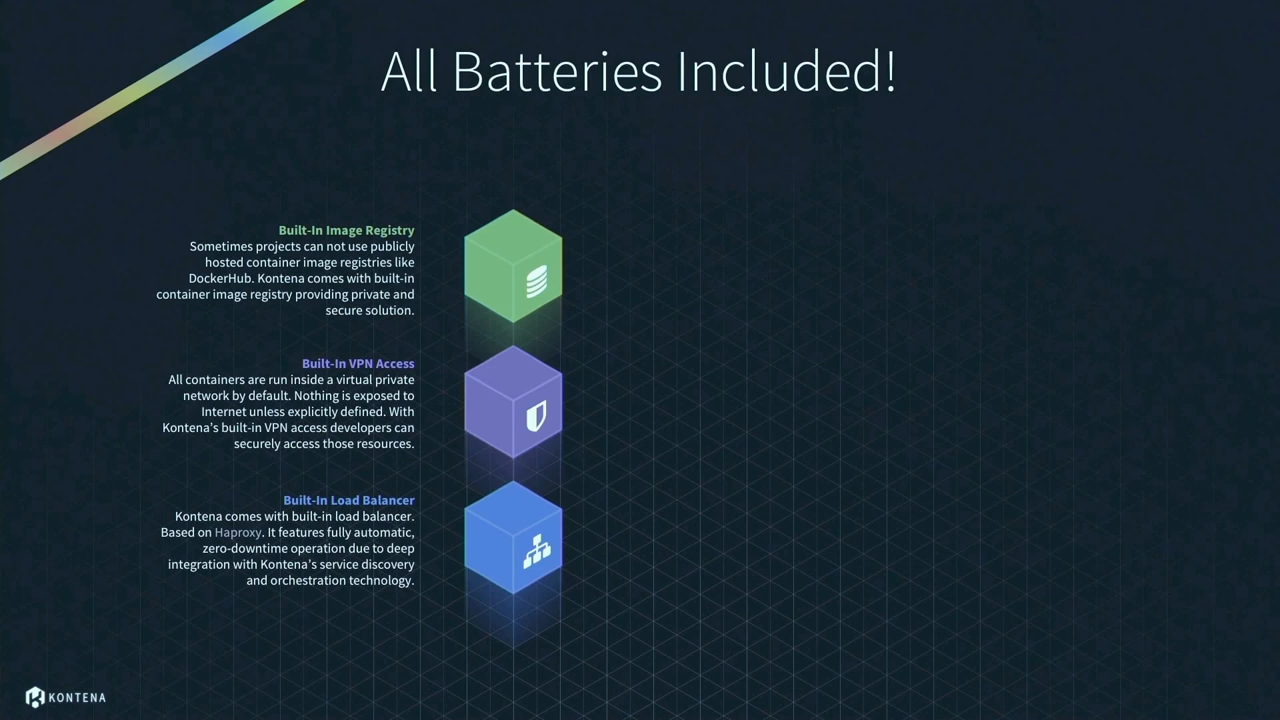 All Batteries Included!
Built-In Image Registry
Sometimes projects can not use publicly
hosted container image registries like
DockerHub. Kontena comes with built-in
container image registry providing private and
secure solution.
Built-In VPN Access
All containers are run inside a virtual private
network by default. Nothing is exposed to
Internet unless explicitly defined. With
Kontena's built-in VPN access developers can
securely access those resources.
Built-In Load Balancer
Kontena comes with built-in load balancer.
Based on Haproxy. It features fully automatic,
zero-downtime operation due to deep
integration with Kontena's service discovery
and orchestration technology.
KONTENA